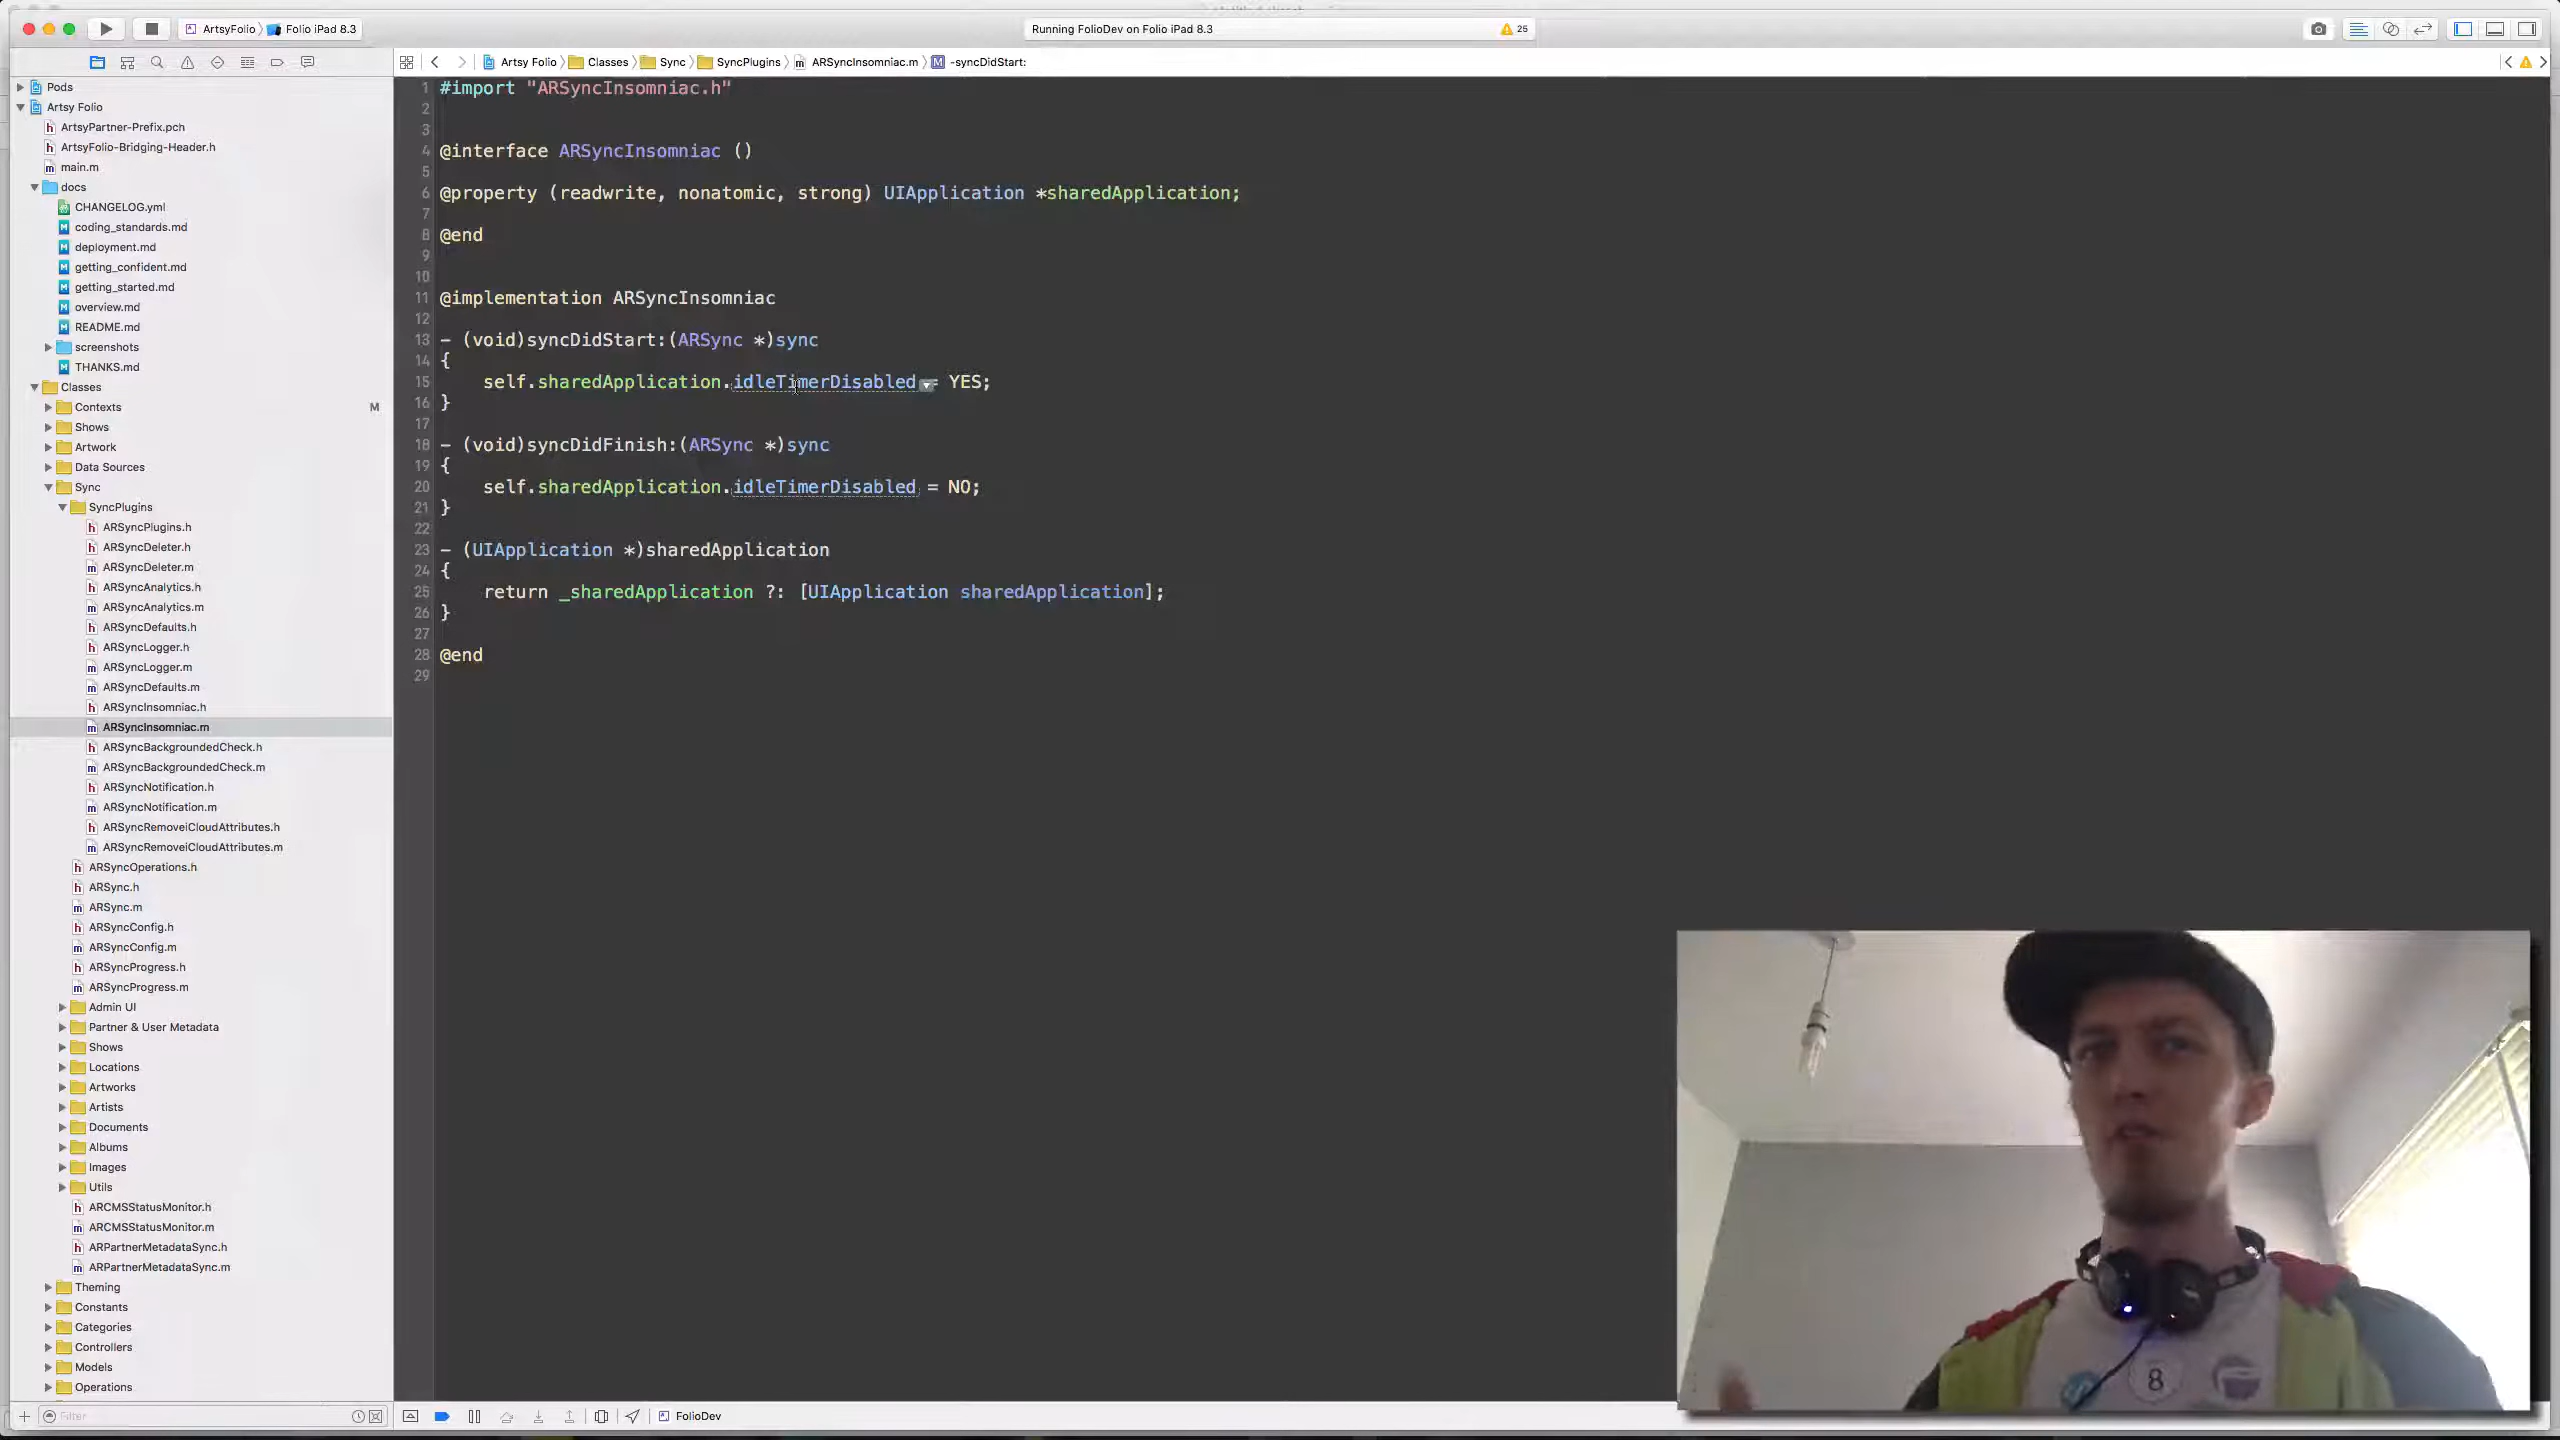 ArtsyFolio
Folio iPad 8.3
Running FolioDev on Folio iPad 8.3
25
Artsy Folio
Classes
Sync
SyncPlugins
ARSyncInsomniac.m
-syncDidStart:
Pods
Artsy Folio
ArtsyPartner-Prefix.pch
ArtsyFolio-Bridging-Header.h
main.m
docs
CHANGELOG.yml
coding_standards.md
deployment.md
getting_confident.md
getting_started.md
overview.md
README.md
screenshots
THANKS.md
Classes
Contexts
M
Shows
Artwork
Data Sources
Sync
SyncPlugins
ARSyncPlugins.h
ARSyncDeleter.h
ARSyncDeleter.m
ARSyncAnalytics.h
ARSyncAnalytics.m
ARSyncDefaults.h
ARSyncLogger.h
ARSyncLogger.m
ARSyncDefaults.m
ARSyncInsomniac.h
ARSyncInsomniac.m
ARSyncBackgroundedCheck.h
ARSyncBackgroundedCheck.m
ARSyncNotification.h
ARSyncNotification.m
ARSyncRemoveiCloudAttributes.h
ARSyncRemoveiCloudAttributes.m
ARSyncOperations.h
ARSync.h
ARSync.m
ARSyncConfig.h
ARSyncConfig.m
ARSyncProgress.h
ARSyncProgress.m
Admin UI
Partner & User Metadata
Shows
Locations
Artworks
Artists
Documents
Albums
Images
Utils
ARCMSStatusMonitor.h
ARCMSStatusMonitor.m
ARPartnerMetadataSync.h
ARPartnerMetadataSync.m
Theming
Constants
Categories
Controllers
Models
Operations
Filter
1 #import "ARSyncInsomniac.h"
2
3
4 @interface ARSyncInsomniac ()
5
6 @property (readwrite, nonatomic, strong) UIApplication *sharedApplication;
7
8 @end
9
10
11 @implementation ARSyncInsomniac
12
13 - (void)syncDidStart:(ARSync *)sync
14 {
15 self.sharedApplication.idleTimerDisabled = YES;
16 }
17
18 - (void)syncDidFinish:(ARSync *)sync
19 {
20 self.sharedApplication.idleTimerDisabled = NO;
21 }
22
23 - (UIApplication *)sharedApplication
24 {
25 return _sharedApplication ?: [UIApplication sharedApplication];
26 }
27
28 @end
29
FolioDev
8